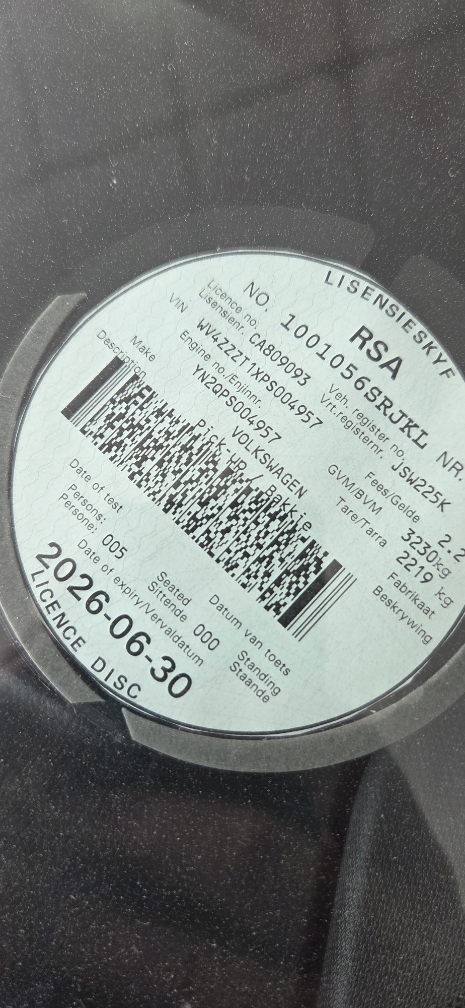 LISENSIESKYF
RSA
NO. 1001056SRJKL NR.
Licence no. CA809093 Veh. register no. JSW225K
Lisensienr. Vrt.registernr.
VIN WV4ZZZT1XPS004957 Fees/Gelde 2.2
Engine no./Enjinnr. GVM/BVM 3230kg
YN2QPS004957 Tare/Tarra 2219 kg
Make VOLKSWAGEN Fabrikaat
Description Pick-up / Bakkie Beskrywing
Date of test Datum van toets
Persons: 005 Seated 000 Standing
Persone: Sittende Staande
Date of expiry/Vervaldatum
2026-06-30
LICENCE DISC